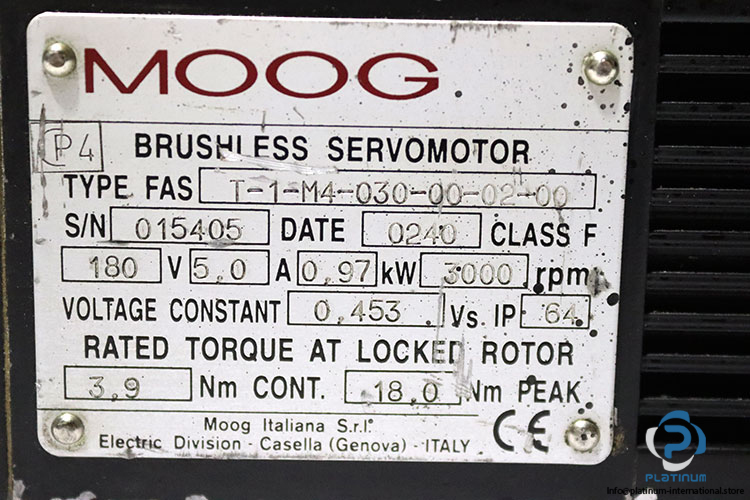 MOOG
P4 BRUSHLESS SERVOMOTOR
TYPE FAS T-1-M4-030-00-02-00
S/N 015405 DATE 0240 CLASS F
180 V 5,0 A 0,97 kW 3000 rpm
VOLTAGE CONSTANT 0,453 Vs IP 64
RATED TORQUE AT LOCKED ROTOR
3,9 Nm CONT. 18,0 Nm PEAK
Moog Italiana S.r.l.
Electric Division - Casella (Genova) - ITALY
CE
P
PLATINUM
info@platinum-international.store